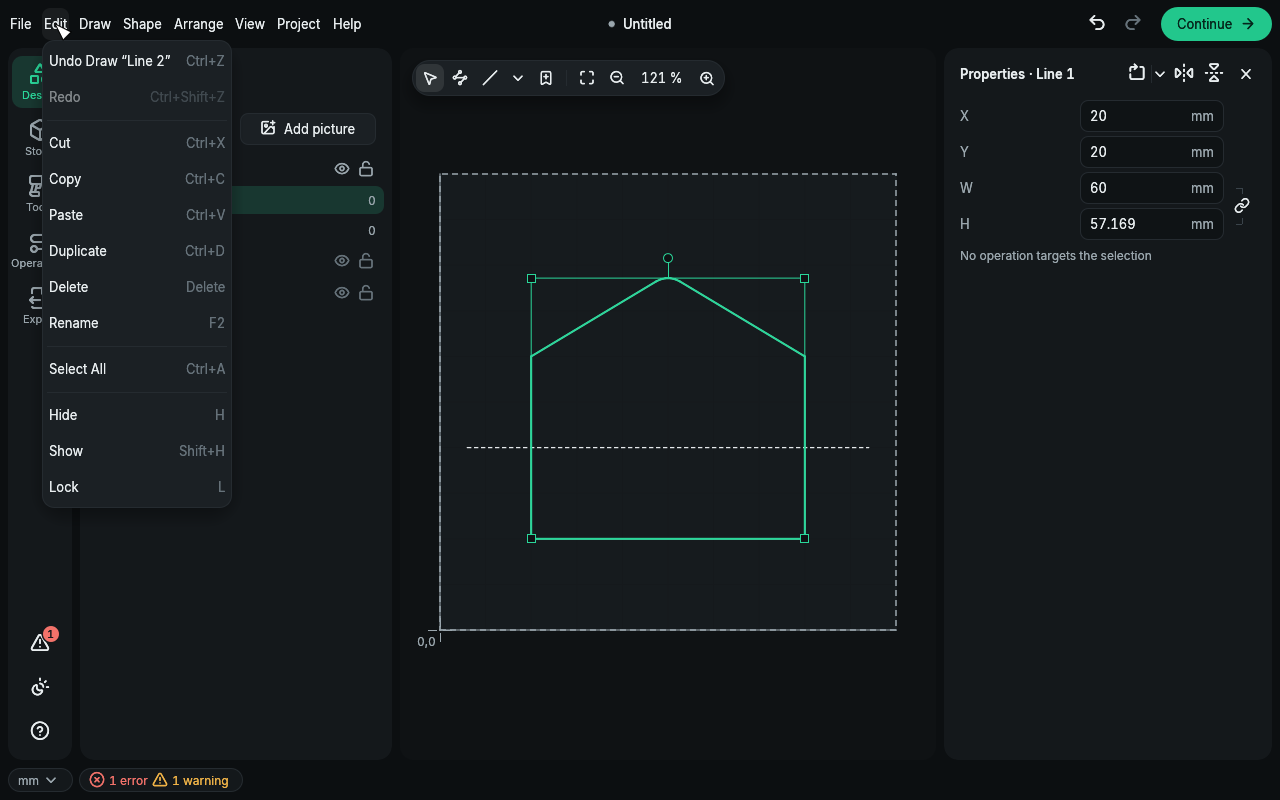 File Edit Draw Shape Arrange View Project Help
Untitled
Continue
Undo Draw “Line 2” Ctrl+Z
Redo Ctrl+Shift+Z
Cut Ctrl+X
Copy Ctrl+C
Paste Ctrl+V
Duplicate Ctrl+D
Delete Delete
Rename F2
Select All Ctrl+A
Hide H
Show Shift+H
Lock L
Add picture
0
0
121 %
0,0
Properties · Line 1
X 20 mm
Y 20 mm
W 60 mm
H 57.169 mm
No operation targets the selection
1
mm
1 error 1 warning